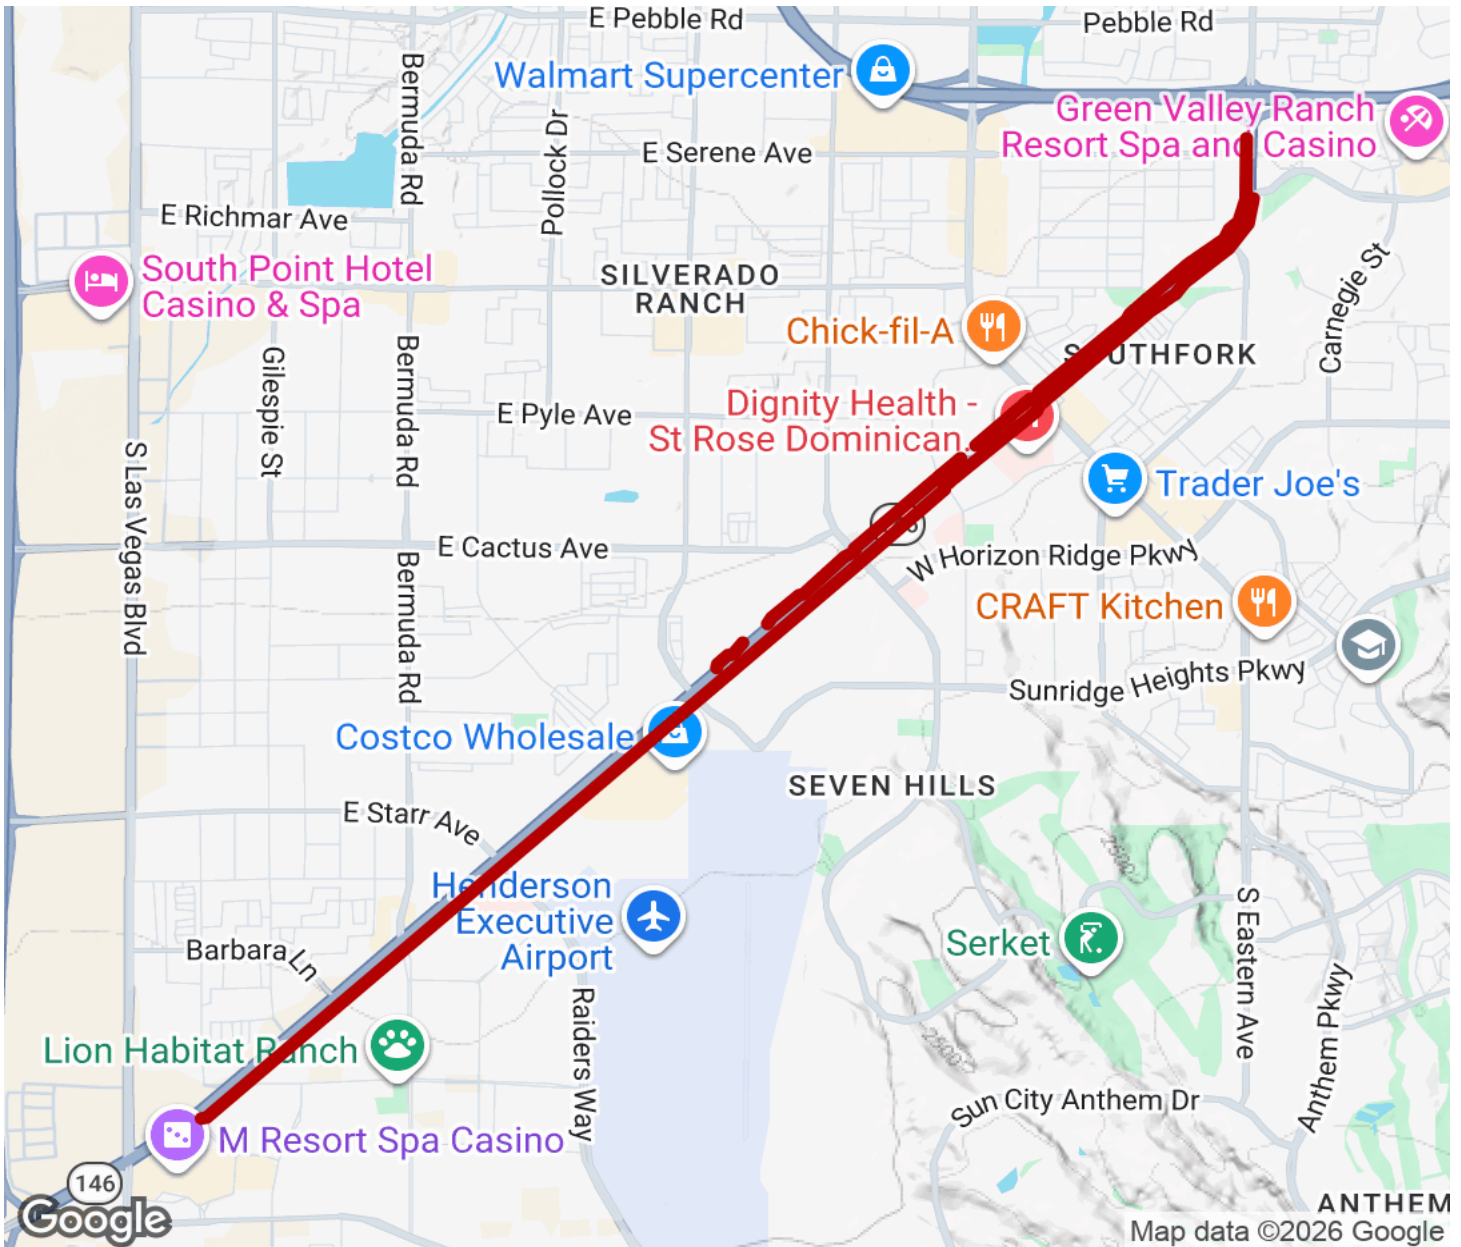 E Pebble Rd
Pebble Rd
Walmart Supercenter
Bermuda Rd
Pollock Dr
Green Valley Ranch
Resort Spa and Casino
E Serene Ave
E Richmar Ave
South Point Hotel
Casino & Spa
SILVERADO
RANCH
Carnegie St
Chick-fil-A
SOUTHFORK
Gilespie St
Bermuda Rd
E Pyle Ave
Dignity Health -
St Rose Dominican...
S Las Vegas Blvd
Trader Joe's
E Cactus Ave
W Horizon Ridge Pkwy
Bermuda Rd
CRAFT Kitchen
Sunridge Heights Pkwy
Costco Wholesale
SEVEN HILLS
E Starr Ave
2500
Henderson
Executive
Airport
S Eastern Ave
Barbara Ln
Serket
Raiders Way
Anthem Pkwy
Lion Habitat Ranch
2500
Sun City Anthem Dr
M Resort Spa Casino
146
ANTHEM
Google
Map data ©2026 Google